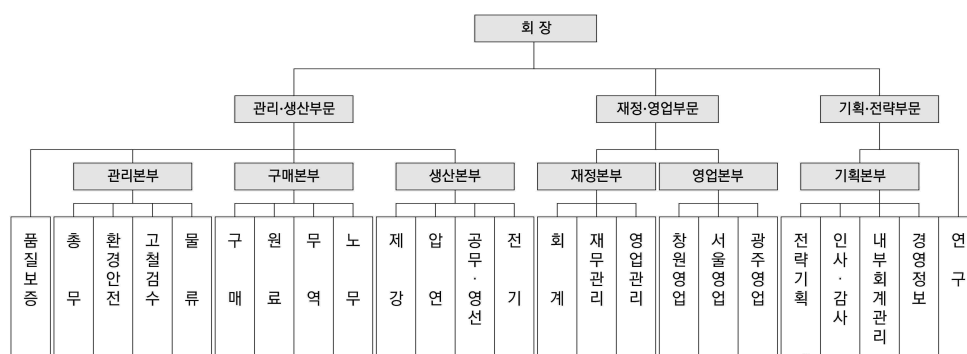 회 장
관리·생산부문
재정·영업부문
기획·전략부문
관리본부
구매본부
생산본부
재정본부
영업본부
기획본부
품질보증
총무
환경안전
고철검수
물류
구매
원료
무역
노무
제강
압연
공무·영선
전기
회계
재무관리
영업관리
창원영업
서울영업
광주영업
전략기획
인사·감사
내부회계관리
경영정보
연구